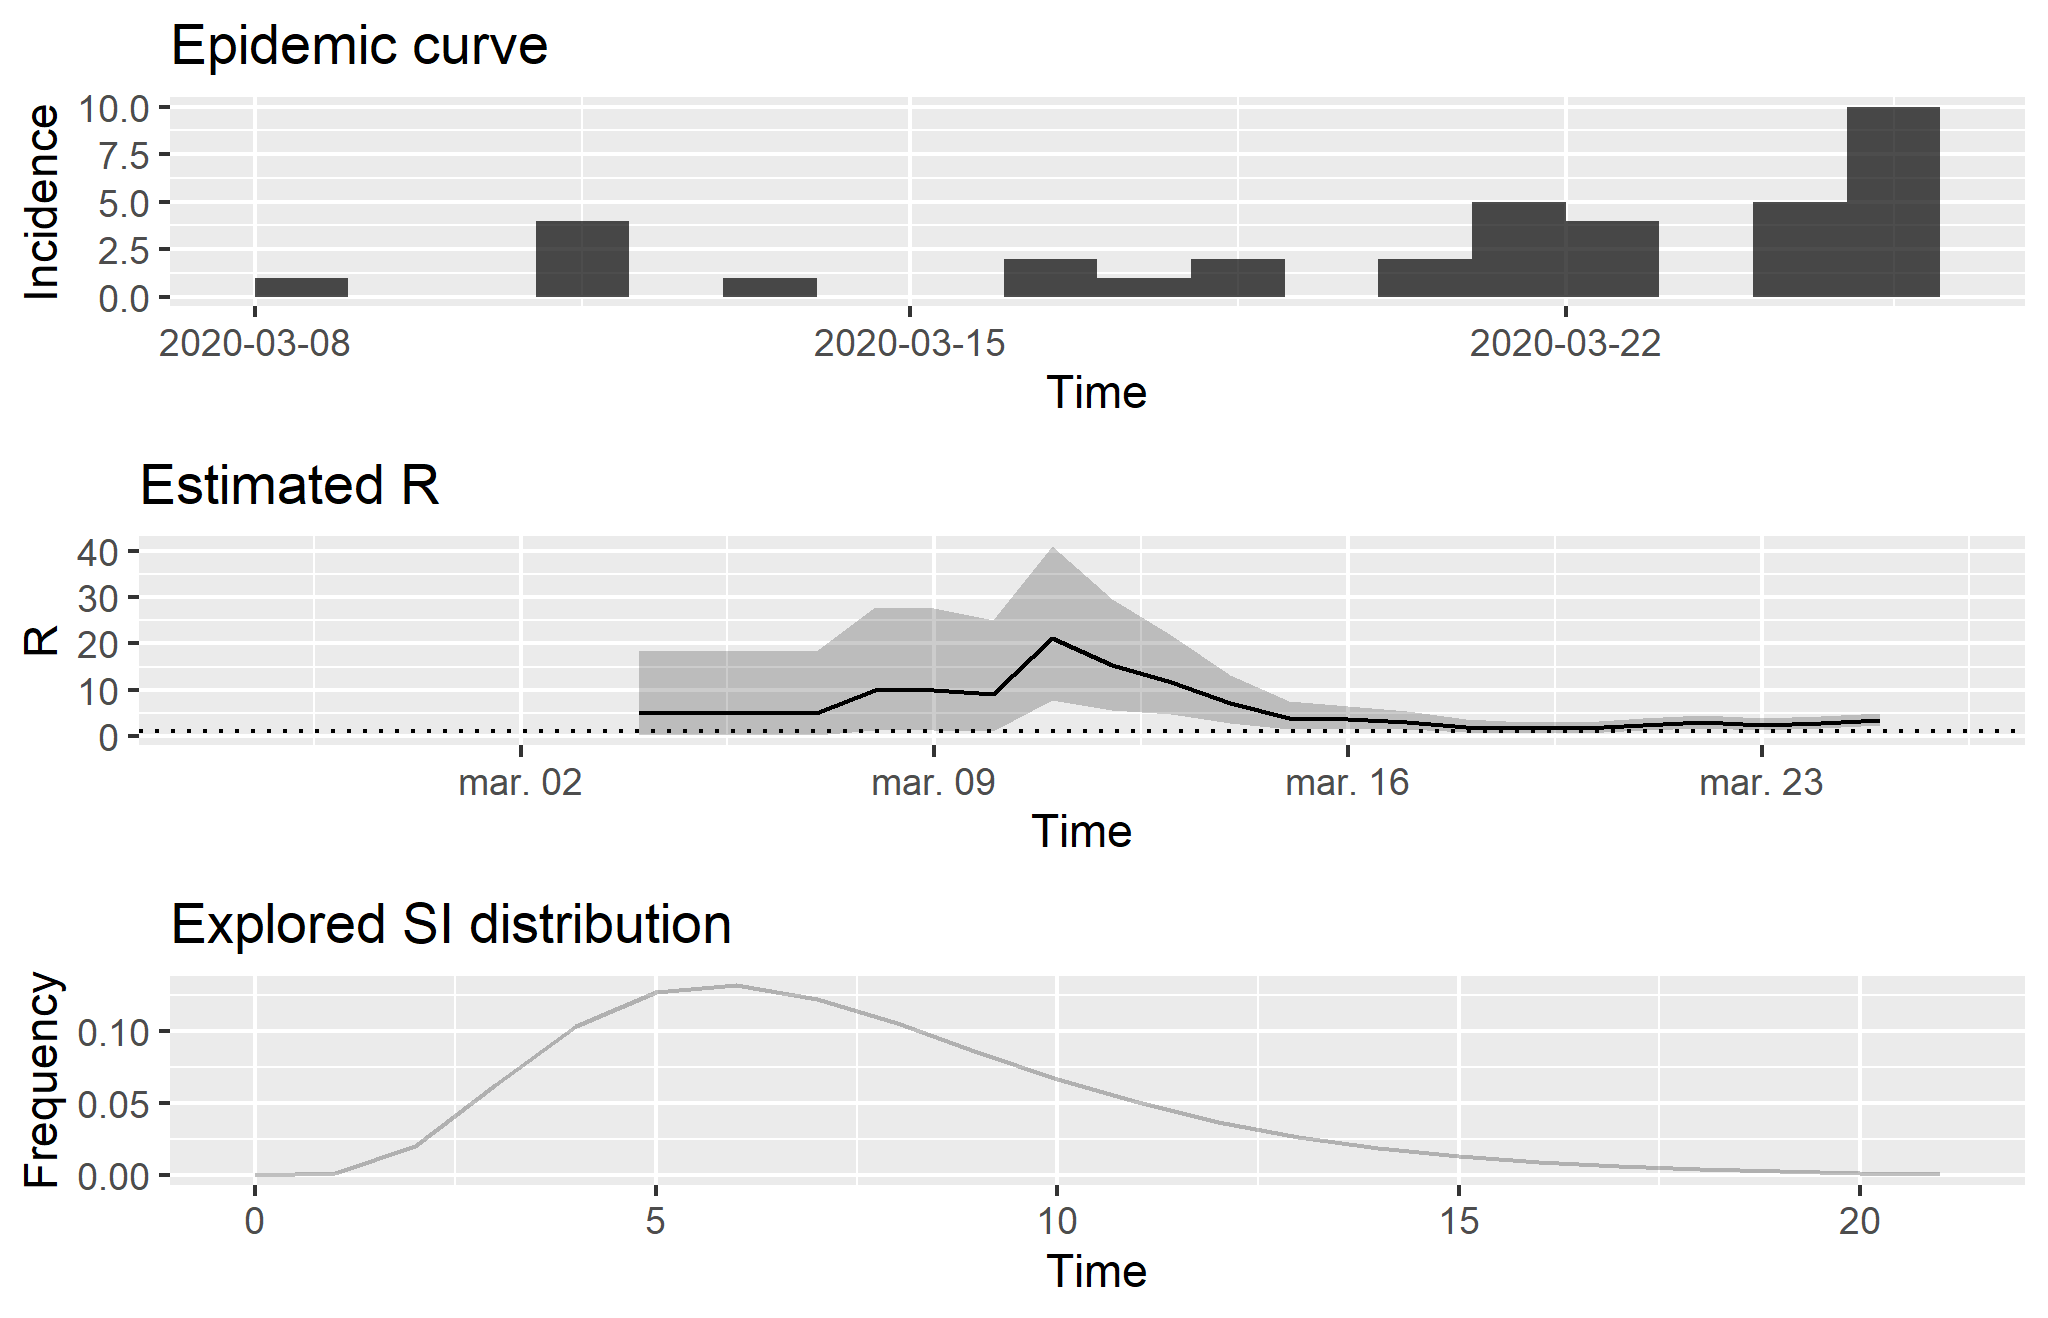 Epidemic curve
Incidence
10.0
7.5
5.0
2.5
0.0
2020-03-08 2020-03-15 2020-03-22
Time
Estimated R
R
40
30
20
10
0
mar. 02 mar. 09 mar. 16 mar. 23
Time
Explored SI distribution
Frequency
0.10
0.05
0.00
0 5 10 15 20
Time